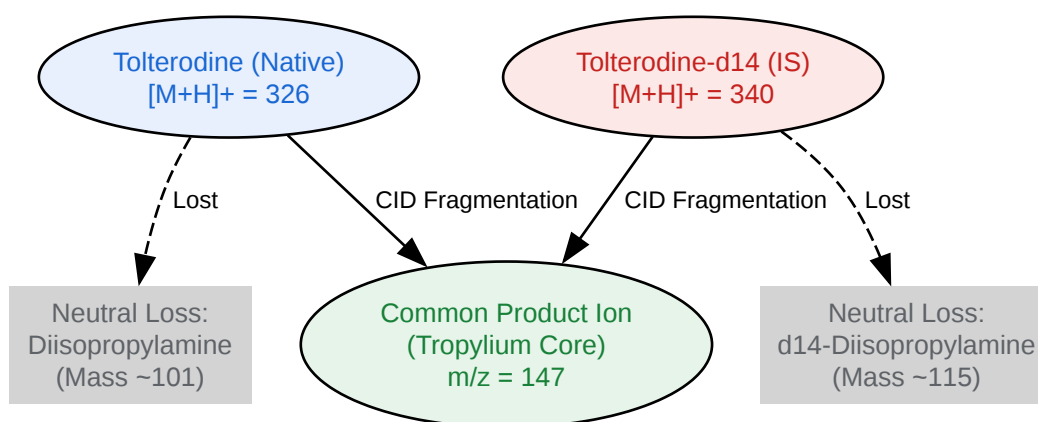 Tolterodine (Native)
[M+H]+ = 326
Tolterodine-d14 (IS)
[M+H]+ = 340
Lost
CID Fragmentation
CID Fragmentation
Lost
Neutral Loss:
Diisopropylamine
(Mass ~101)
Common Product Ion
(Tropylium Core)
m/z = 147
Neutral Loss:
d14-Diisopropylamine
(Mass ~115)